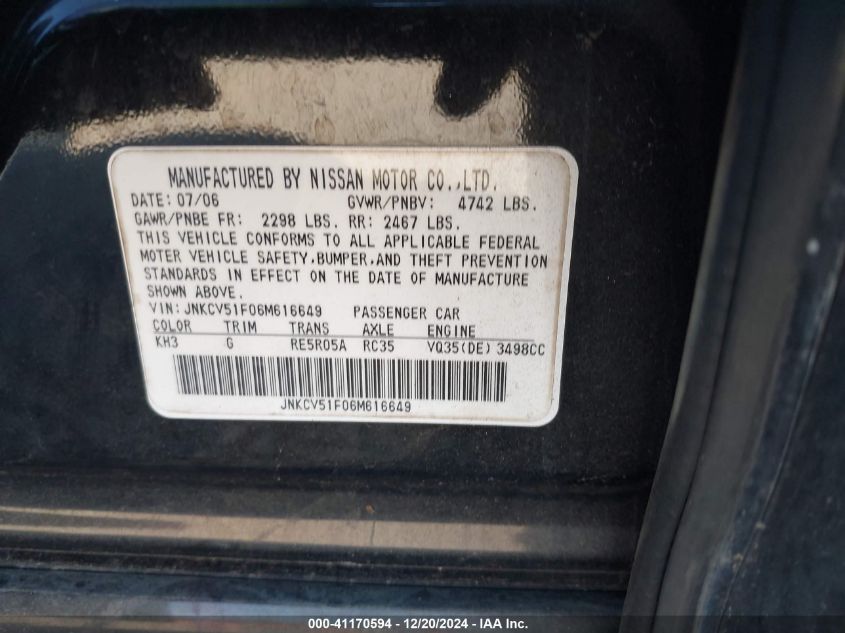 MANUFACTURED BY NISSAN MOTOR CO.,LTD.
DATE: 07/06 GVWR/PNBV: 4742 LBS.
GAWR/PNBE FR: 2298 LBS. RR: 2467 LBS.
THIS VEHICLE CONFORMS TO ALL APPLICABLE FEDERAL
MOTER VEHICLE SAFETY,BUMPER,AND THEFT PREVENTION
STANDARDS IN EFFECT ON THE DATE OF MANUFACTURE
SHOWN ABOVE.
VIN: JNKCV51F06M616649 PASSENGER CAR
COLOR TRIM TRANS AXLE ENGINE
KH3 G RE5R05A RC35 VQ35(DE) 3498CC
JNKCV51F06M616649
000-41170594 - 12/20/2024 - IAA Inc.